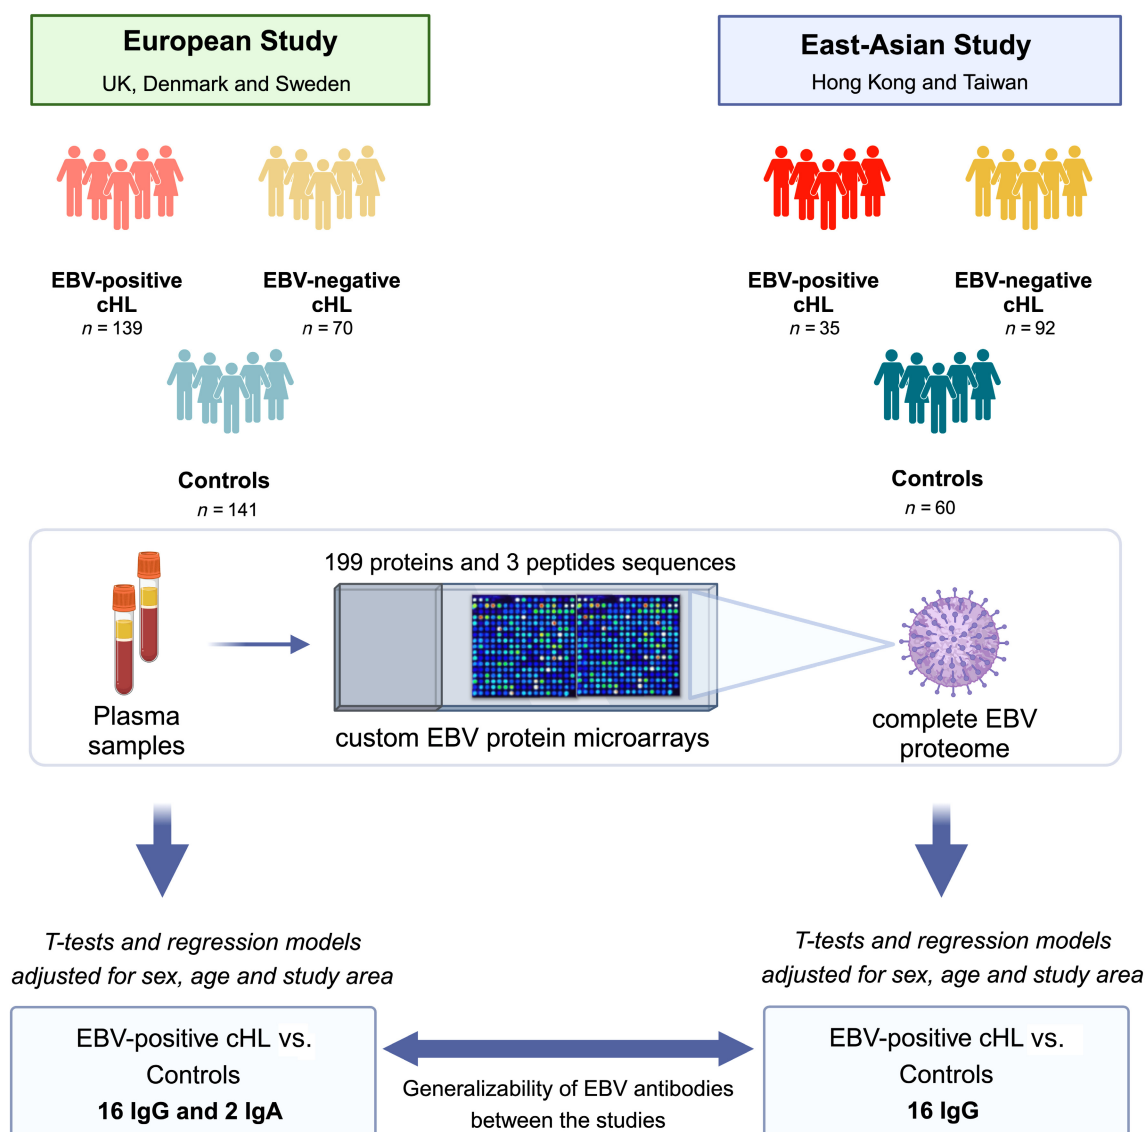 European Study
UK, Denmark and Sweden
East-Asian Study
Hong Kong and Taiwan
EBV-positive
cHL
n = 139
EBV-negative
cHL
n = 70
EBV-positive
cHL
n = 35
EBV-negative
cHL
n = 92
Controls
n = 141
Controls
n = 60
199 proteins and 3 peptides sequences
Plasma
samples
custom EBV protein microarrays
complete EBV
proteome
T-tests and regression models
adjusted for sex, age and study area
T-tests and regression models
adjusted for sex, age and study area
EBV-positive cHL vs.
Controls
16 IgG and 2 IgA
Generalizability of EBV antibodies
between the studies
EBV-positive cHL vs.
Controls
16 IgG